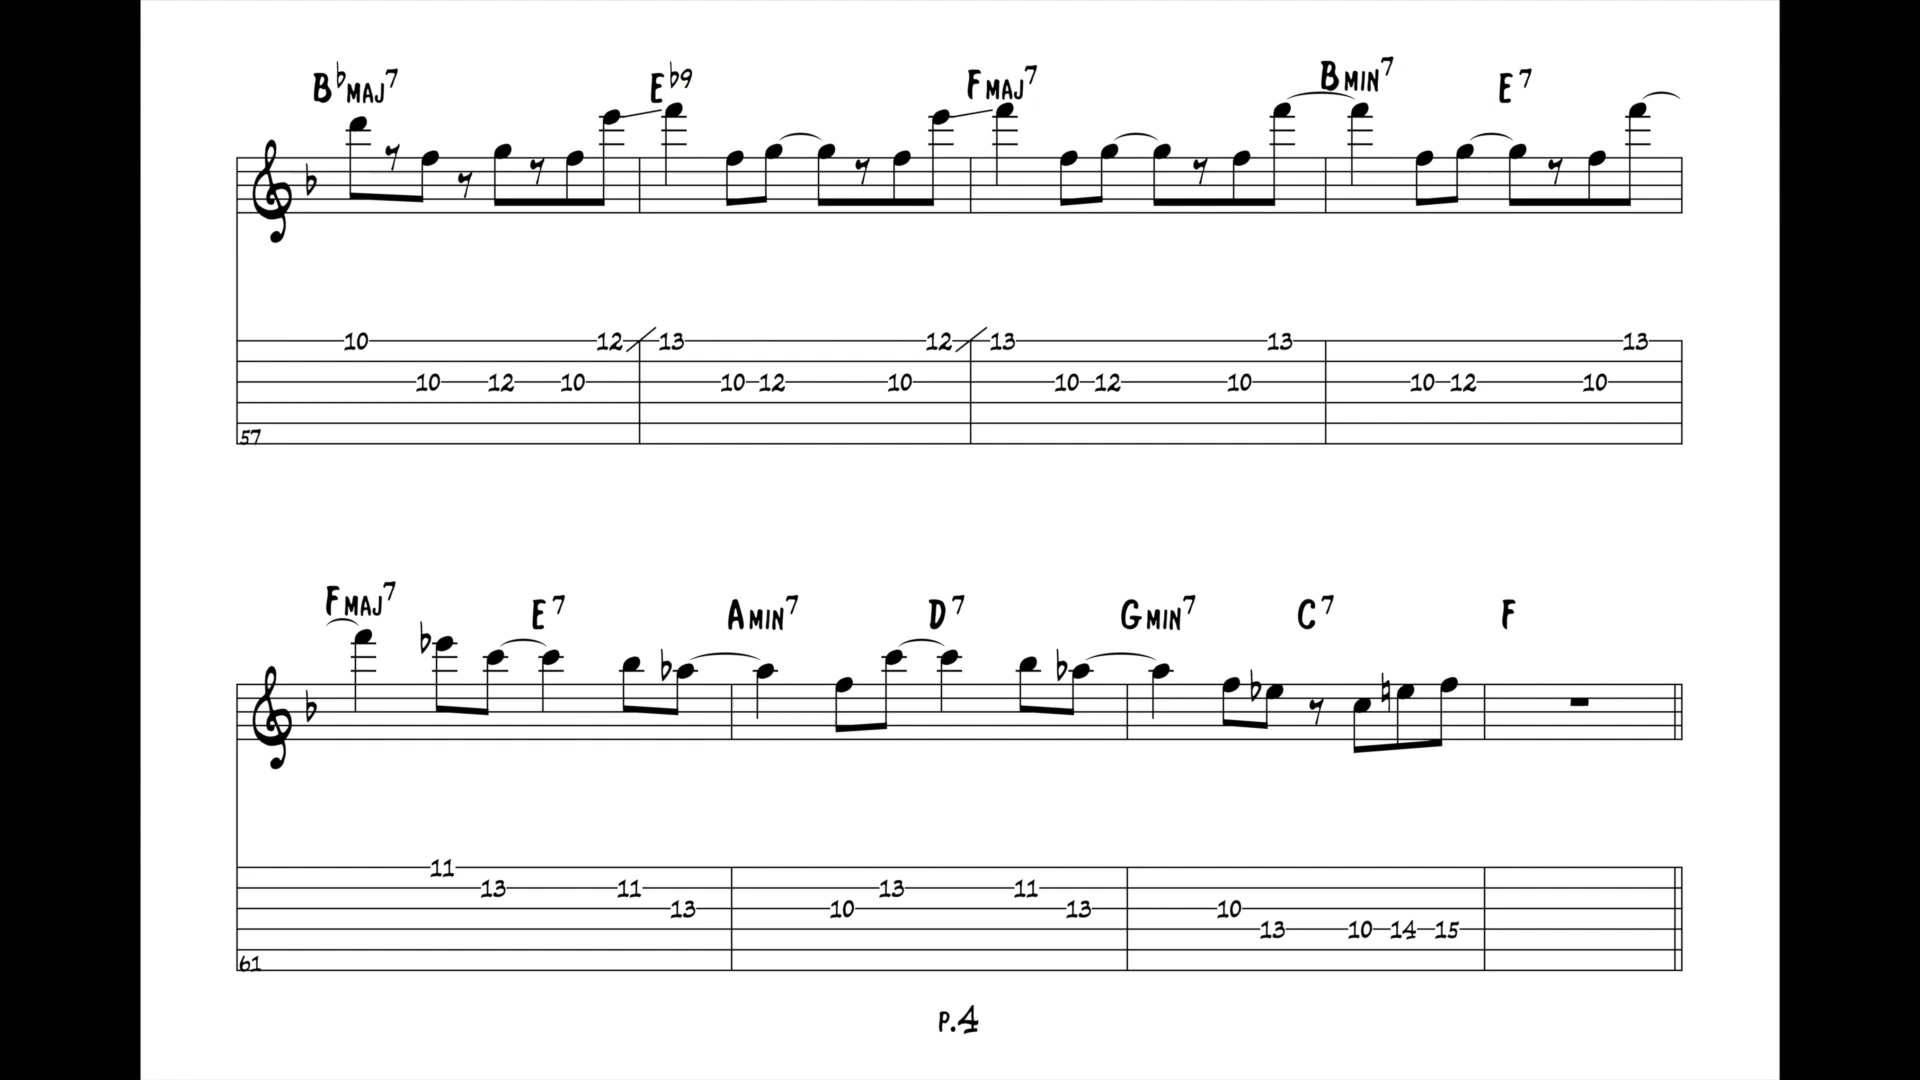 B♭MAJ7 E♭9 FMAJ7 BMIN7 E7
10 12 13 12 13 13 13
10 12 10 10 12 10 10 12 10 10 12 10
57
FMAJ7 E7 AMIN7 D7 GMIN7 C7 F
11
13 11 13 11
13 10 13 10
13 10 14 15
61
P.4